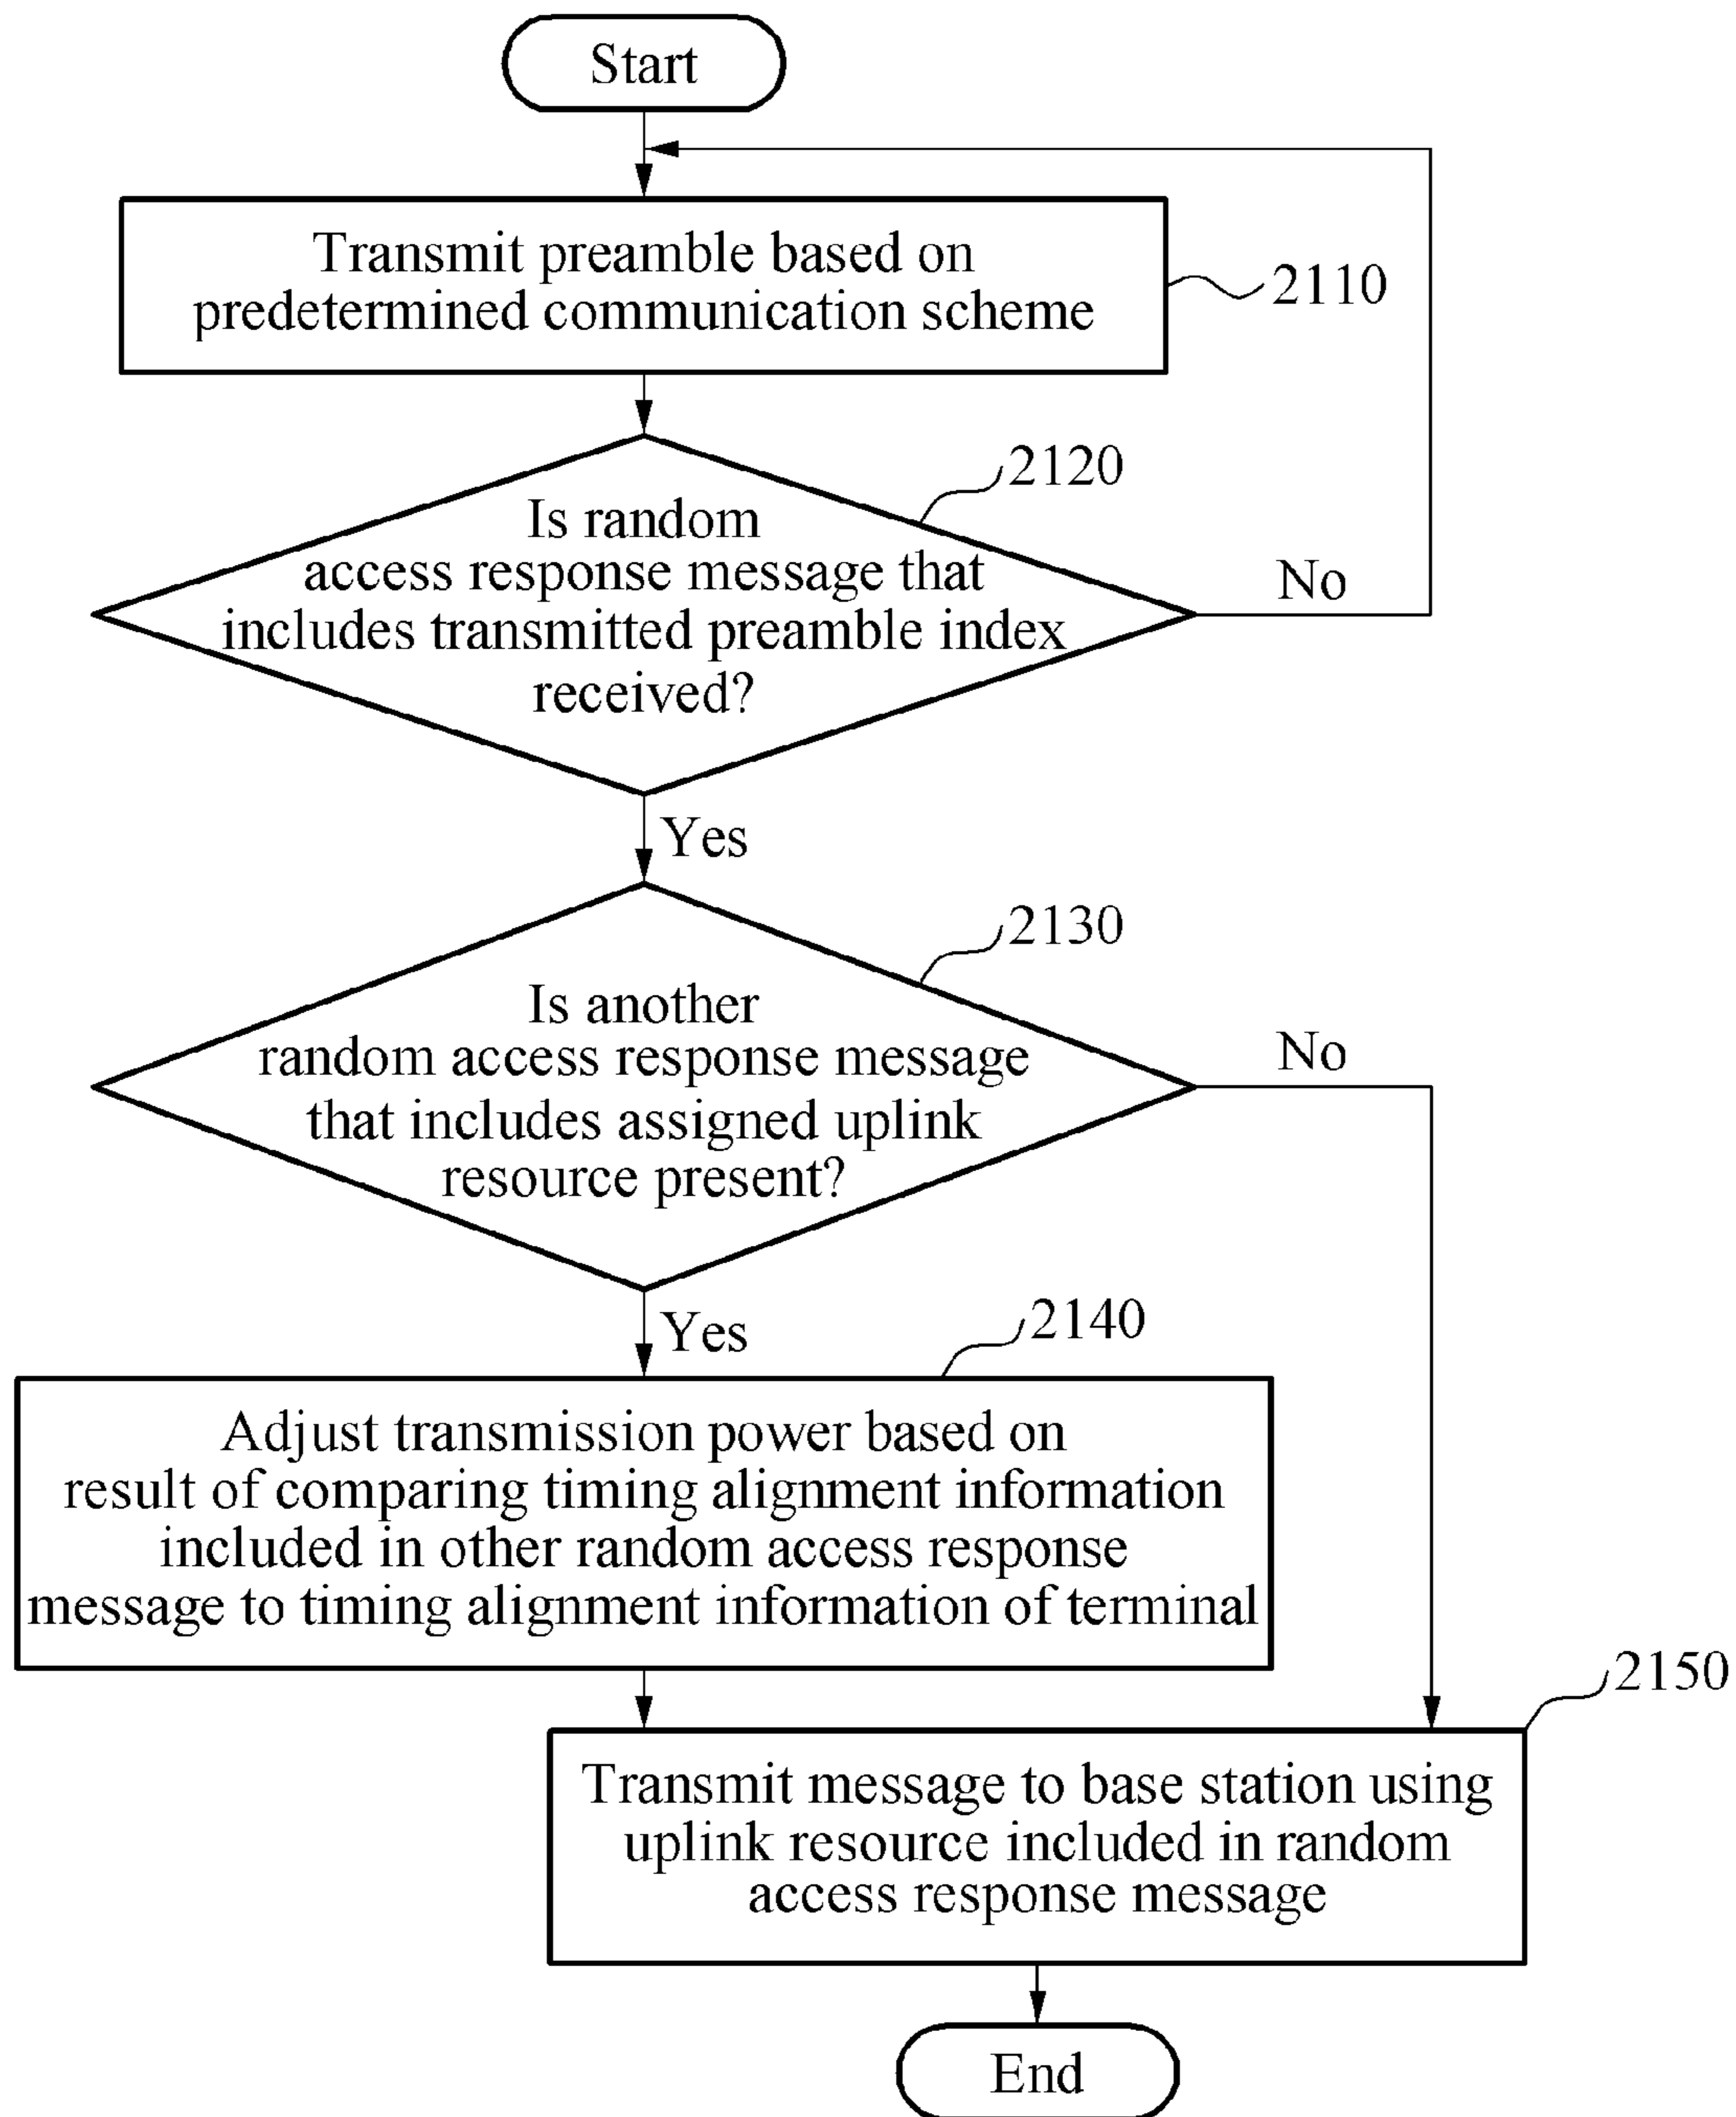 Start
Transmit preamble based on
predetermined communication scheme
2110
2120
Is random
access response message that
includes transmitted preamble index
received?
No
Yes
2130
Is another
random access response message
that includes assigned uplink
resource present?
No
Yes
2140
Adjust transmission power based on
result of comparing timing alignment information
included in other random access response
message to timing alignment information of terminal
2150
Transmit message to base station using
uplink resource included in random
access response message
End